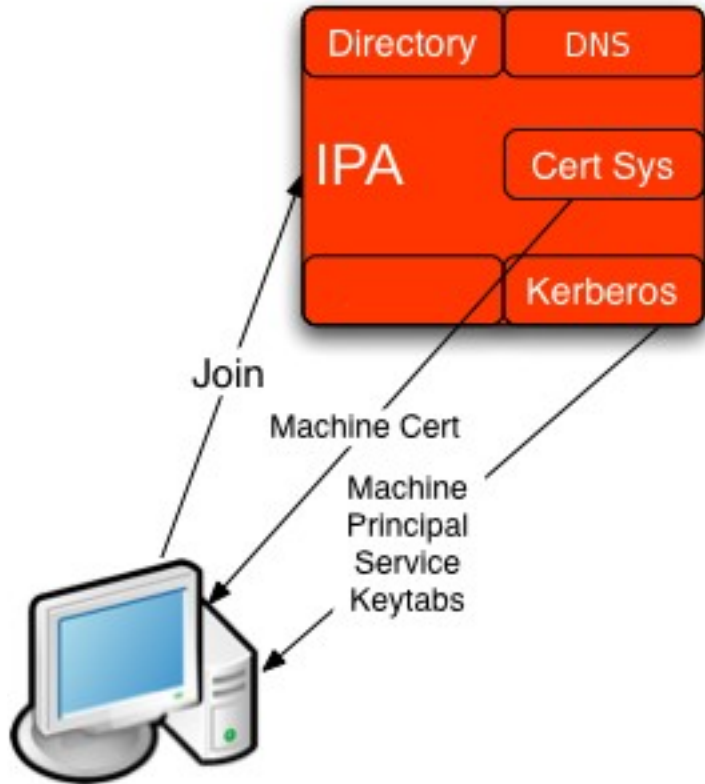 Directory
DNS
IPA
Cert Sys
Kerberos
Join
Machine Cert
Machine
Principal
Service
Keytabs